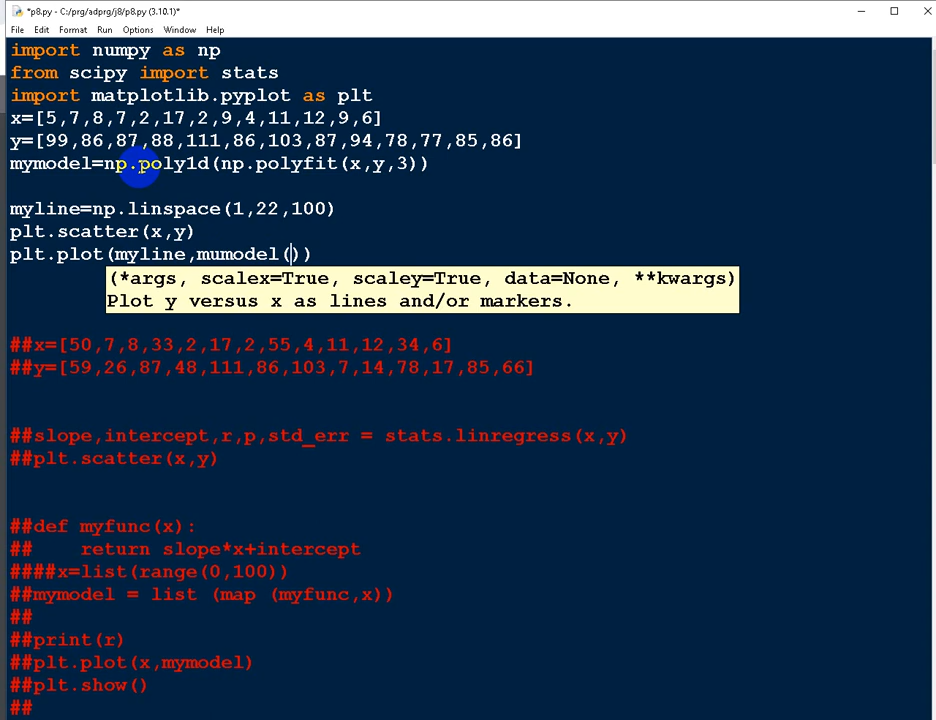 *p8.py - C:/prg/adprg/j8/p8.py (3.10.1)*
File Edit Format Run Options Window Help
import numpy as np
from scipy import stats
import matplotlib.pyplot as plt
x=[5,7,8,7,2,17,2,9,4,11,12,9,6]
y=[99,86,87,88,111,86,103,87,94,78,77,85,86]
mymodel=np.poly1d(np.polyfit(x,y,3))
myline=np.linspace(1,22,100)
plt.scatter(x,y)
plt.plot(myline,mumodel())
(*args, scalex=True, scaley=True, data=None, **kwargs)
Plot y versus x as lines and/or markers.
##x=[50,7,8,33,2,17,2,55,4,11,12,34,6]
##y=[59,26,87,48,111,86,103,7,14,78,17,85,66]
##slope,intercept,r,p,std_err = stats.linregress(x,y)
##plt.scatter(x,y)
##def myfunc(x):
##    return slope*x+intercept
####x=list(range(0,100))
##mymodel = list (map (myfunc,x))
##
##print(r)
##plt.plot(x,mymodel)
##plt.show()
##